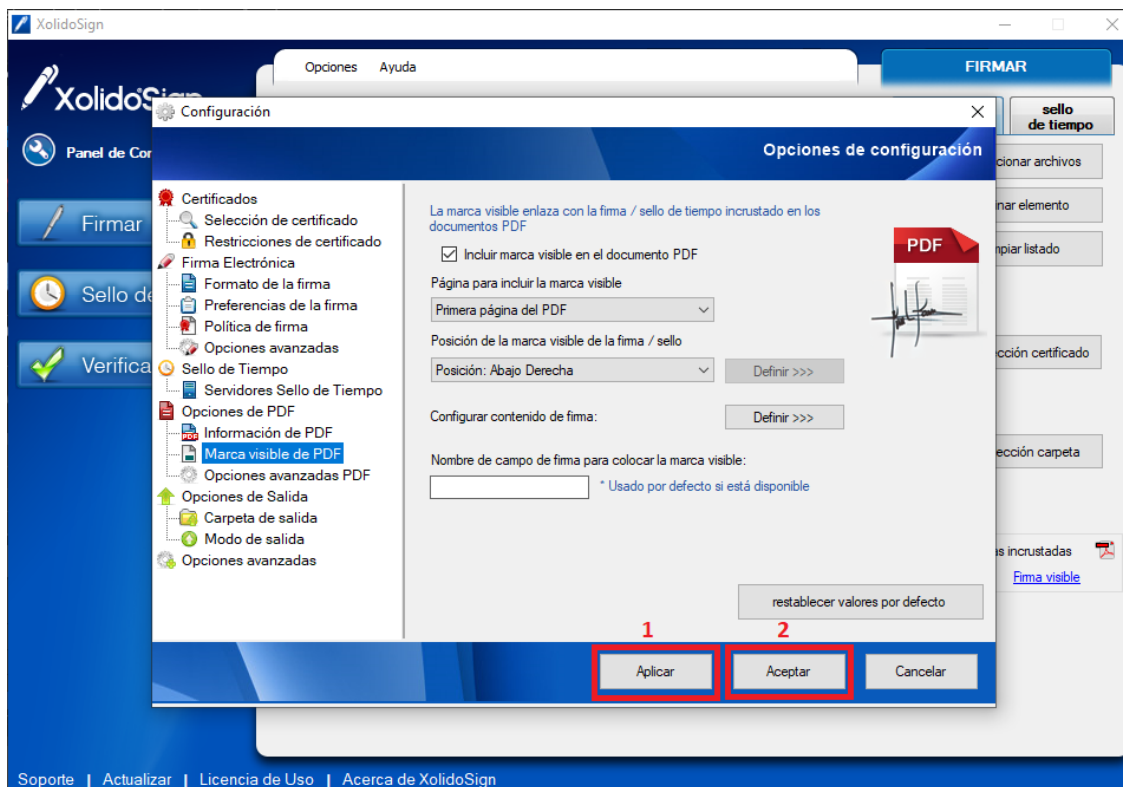 XolidoSign
Opciones Ayuda
FIRMAR
XolidoSign
Panel de Cor
Firmar
Sello de
Verifica
sello
de tiempo
cionar archivos
nar elemento
npiar listado
cción certificado
ección carpeta
as incrustadas
Firma visible
Configuración
Opciones de configuración
Certificados
Selección de certificado
Restricciones de certificado
Firma Electrónica
Formato de la firma
Preferencias de la firma
Política de firma
Opciones avanzadas
Sello de Tiempo
Servidores Sello de Tiempo
Opciones de PDF
Información de PDF
Marca visible de PDF
Opciones avanzadas PDF
Opciones de Salida
Carpeta de salida
Modo de salida
Opciones avanzadas
La marca visible enlaza con la firma / sello de tiempo incrustado en los
documentos PDF
Incluir marca visible en el documento PDF
PDF
Página para incluir la marca visible
Primera página del PDF
Posición de la marca visible de la firma / sello
Posición: Abajo Derecha
Definir >>>
Configurar contenido de firma:
Definir >>>
Nombre de campo de firma para colocar la marca visible:
* Usado por defecto si está disponible
restablecer valores por defecto
1
2
Aplicar
Aceptar
Cancelar
Soporte | Actualizar | Licencia de Uso | Acerca de XolidoSign